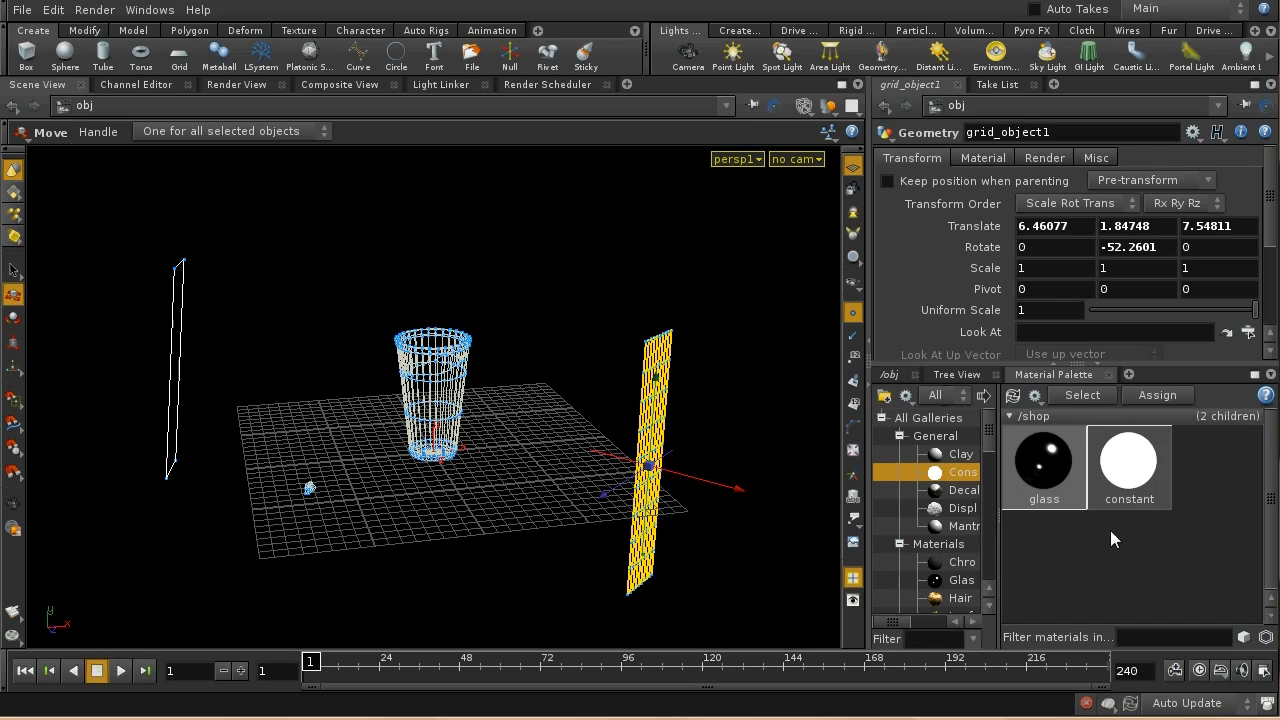 File Edit Render Windows Help Auto Takes Main
Create Modify Model Polygon Deform Texture Character Auto Rigs Animation Lights ... Create... Drive ... Rigid ... Particl... Volum... Pyro FX Cloth Wires Fur Drive ...
Box Sphere Tube Torus Grid Metaball LSystem Platonic S... Curve Circle Font File Null Rivet Sticky Camera Point Light Spot Light Area Light Geometry... Distant Li... Environm... Sky Light GI Light Caustic Li... Portal Light Ambient L
Scene View Channel Editor Render View Composite View Light Linker Render Scheduler grid_object1 Take List
obj obj
Move Handle One for all selected objects Geometry grid_object1
persp1 no cam
Transform Material Render Misc
Keep position when parenting Pre-transform
Transform Order Scale Rot Trans Rx Ry Rz
Translate 6.46077 1.84748 7.54811
Rotate 0 -52.2601 0
Scale 1 1 1
Pivot 0 0 0
Uniform Scale 1
Look At
Look At Up Vector Use up vector
/obj Tree View Material Palette
All Select Assign
All Galleries
General
Clay
Cons
Decal
Displ
Mantr
Materials
Chro
Glas
Hair
Filter
/shop (2 children)
glass constant
Filter materials in...
y x
1 1 1 24 48 72 96 120 144 168 192 216 240
Auto Update